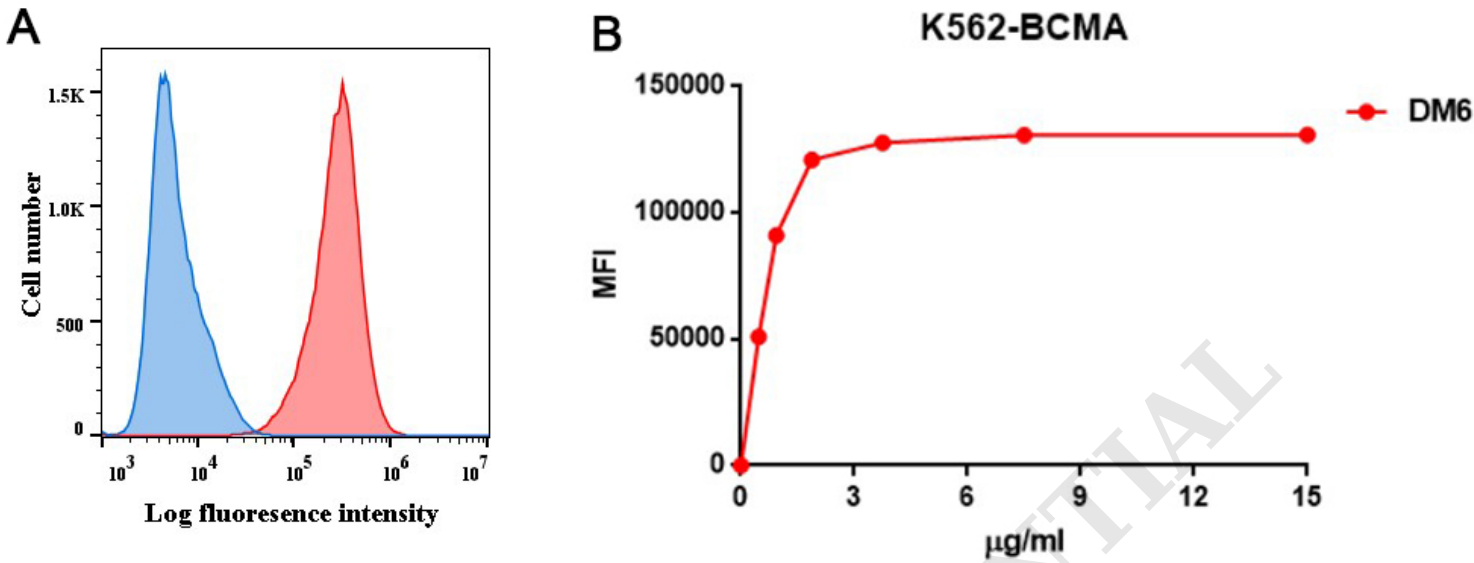 A
1.5K
1.0K
500
0
Cell number
10³ 10⁴ 10⁵ 10⁶ 10⁷
Log fluoresence intensity
B
K562-BCMA
150000
100000
50000
0
MFI
0 3 6 9 12 15
μg/ml
DM6
NTIAL